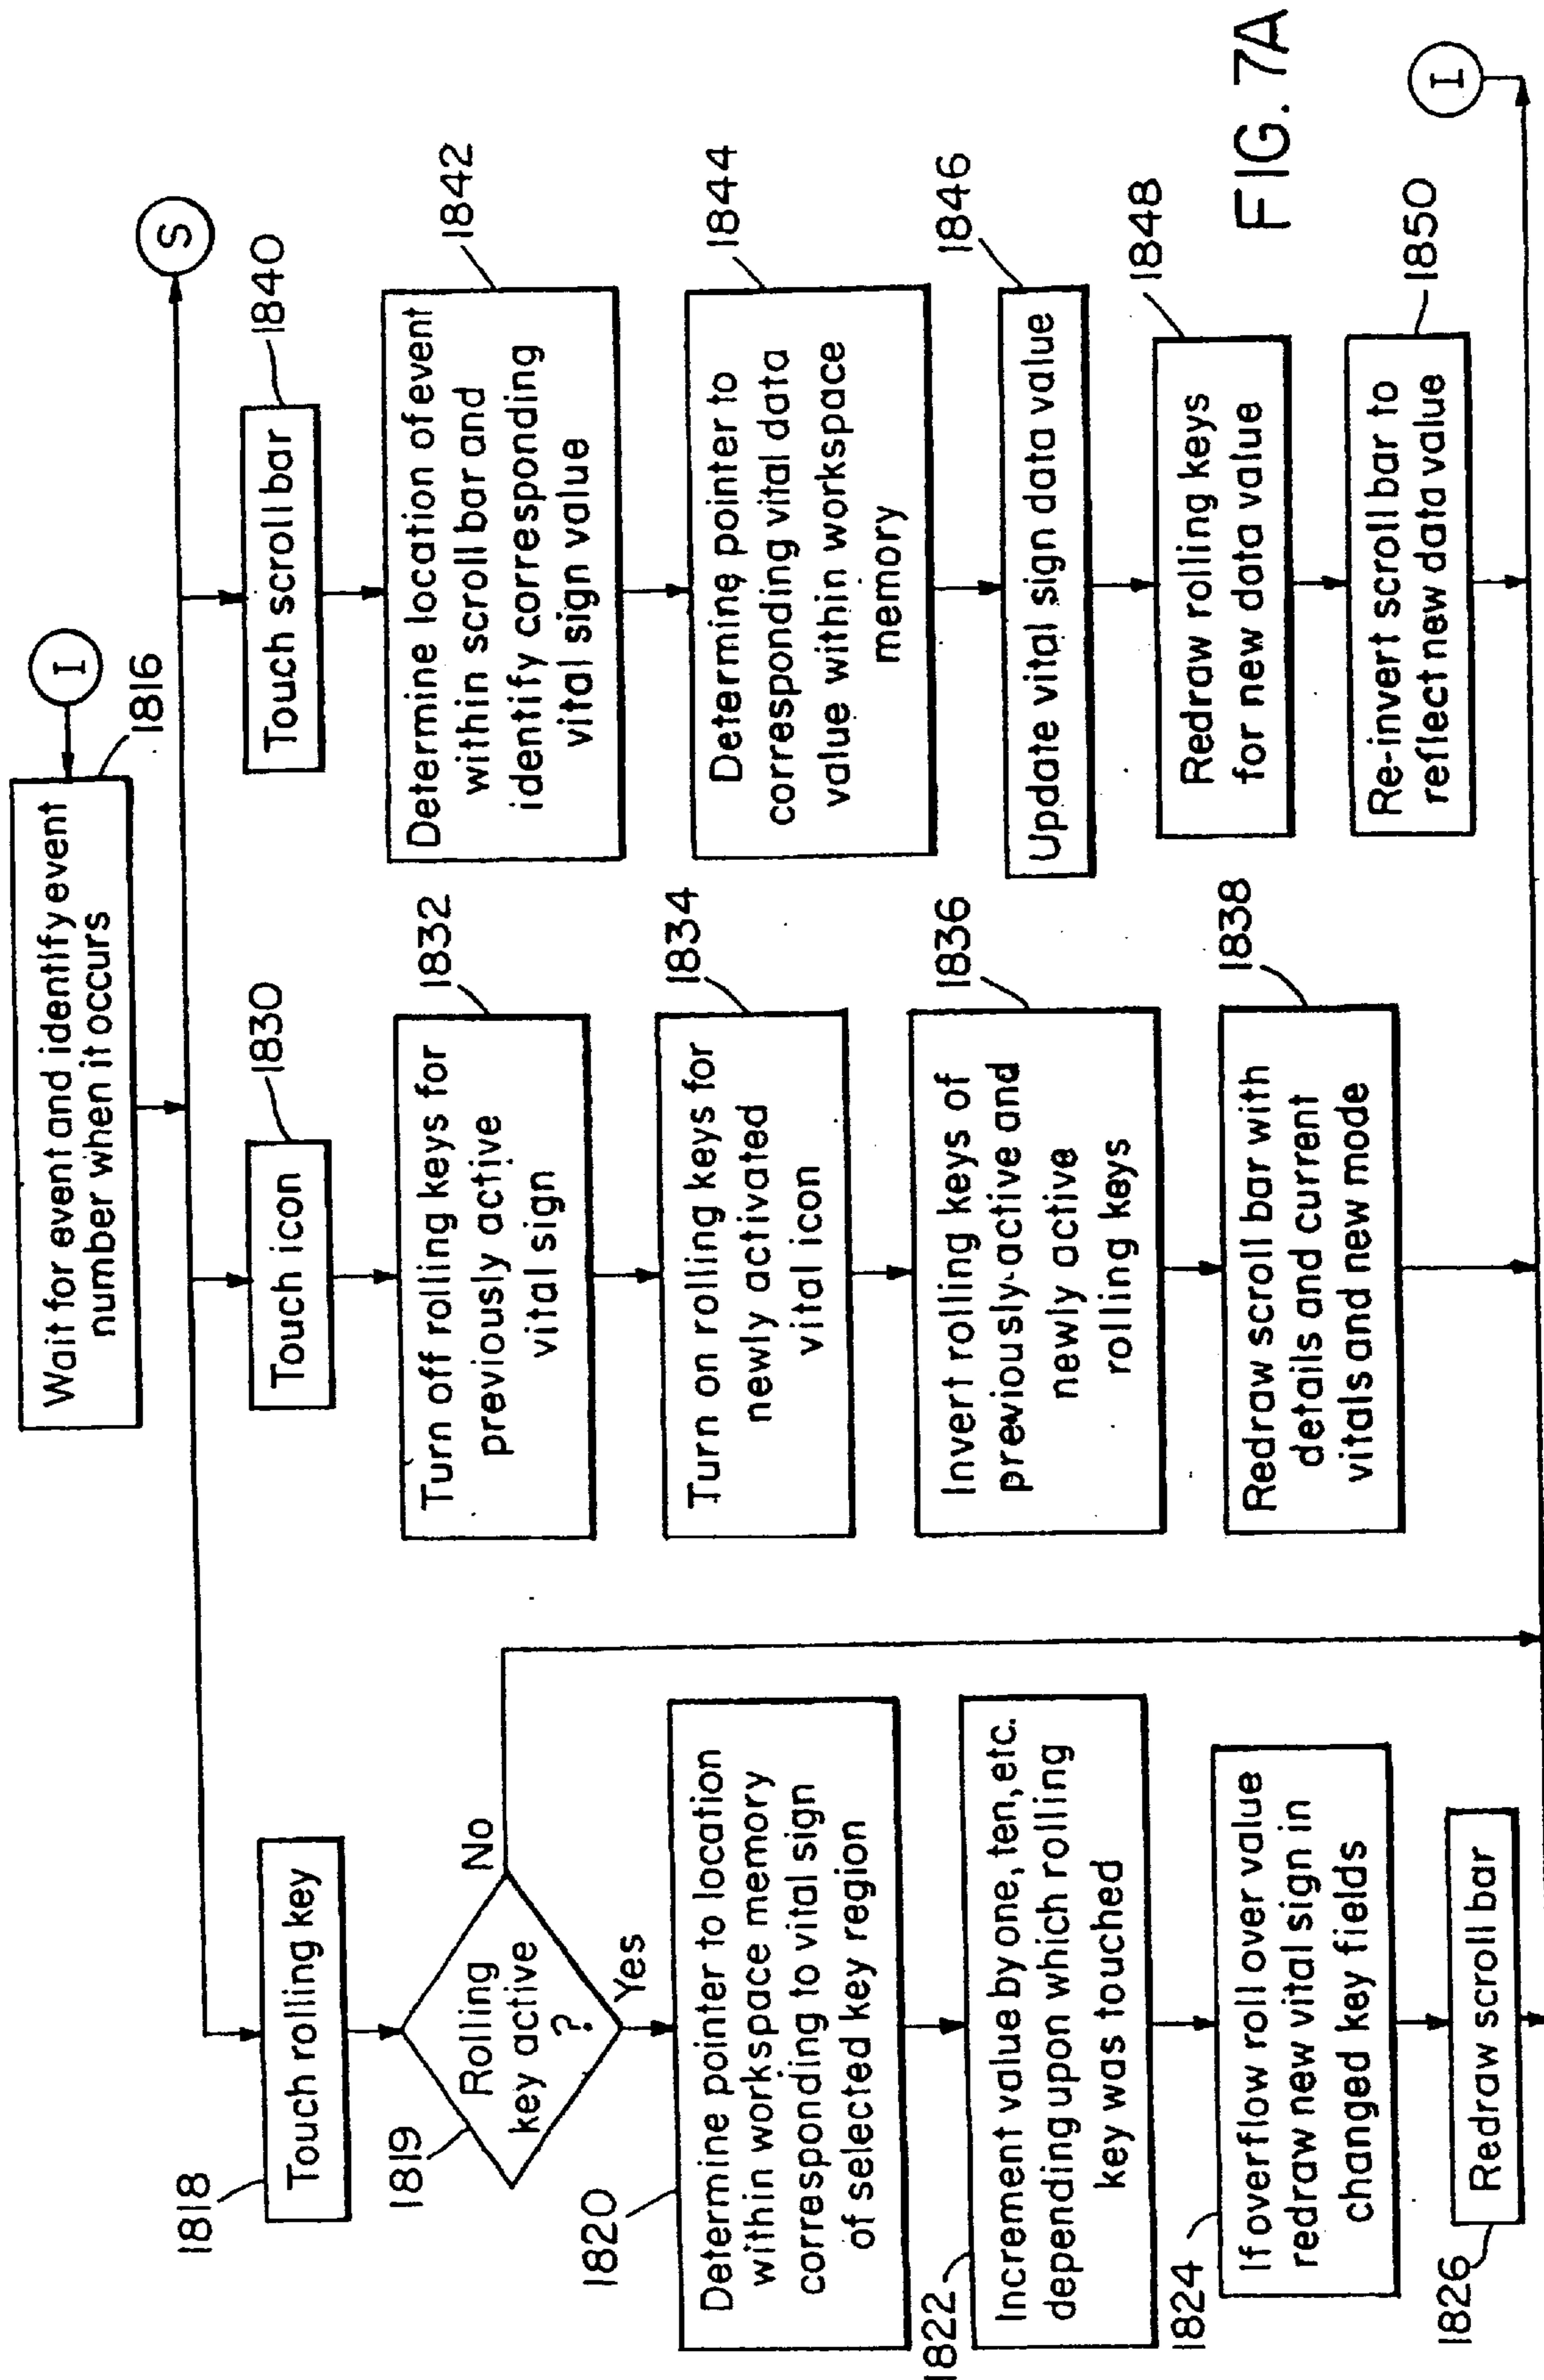 I
1816
Wait for event and identify event
number when it occurs
S
1818
Touch rolling key
1819
Rolling
key active
?
No
Yes
1820
Determine pointer to location
within workspace memory
corresponding to vital sign
of selected key region
1822
Increment value by one, ten, etc.
depending upon which rolling
key was touched
1824
If overflow roll over value
redraw new vital sign in
changed key fields
1826
Redraw scroll bar
1830
Touch icon
1832
Turn off rolling keys for
previously active
vital sign
1834
Turn on rolling keys for
newly activated
vital icon
1836
Invert rolling keys of
previously-active and
newly active
rolling keys
1838
Redraw scroll bar with
details and current
vitals and new mode
1840
Touch scroll bar
1842
Determine location of event
within scroll bar and
identify corresponding
vital sign value
1844
Determine pointer to
corresponding vital data
value within workspace
memory
1846
Update vital sign data value
1848
Redraw rolling keys
for new data value
1850
Re-invert scroll bar to
reflect new data value
I
FIG. 7A